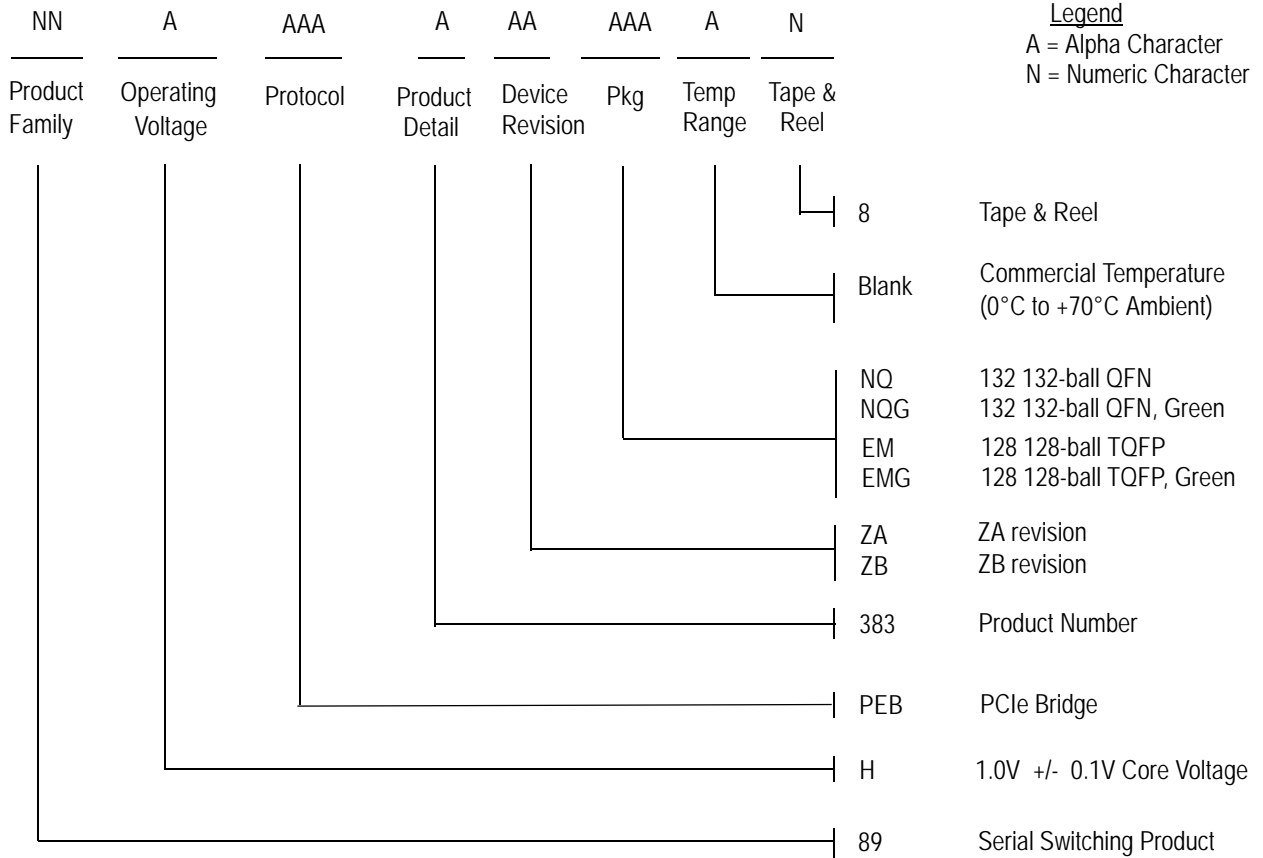 NN A AAA A AA AAA A N
Legend
A = Alpha Character
N = Numeric Character
Product Family
Operating Voltage
Protocol
Product Detail
Device Revision
Pkg
Temp Range
Tape & Reel
8 Tape & Reel
Blank Commercial Temperature
(0°C to +70°C Ambient)
NQ 132 132-ball QFN
NQG 132 132-ball QFN, Green
EM 128 128-ball TQFP
EMG 128 128-ball TQFP, Green
ZA ZA revision
ZB ZB revision
383 Product Number
PEB PCIe Bridge
H 1.0V +/- 0.1V Core Voltage
89 Serial Switching Product